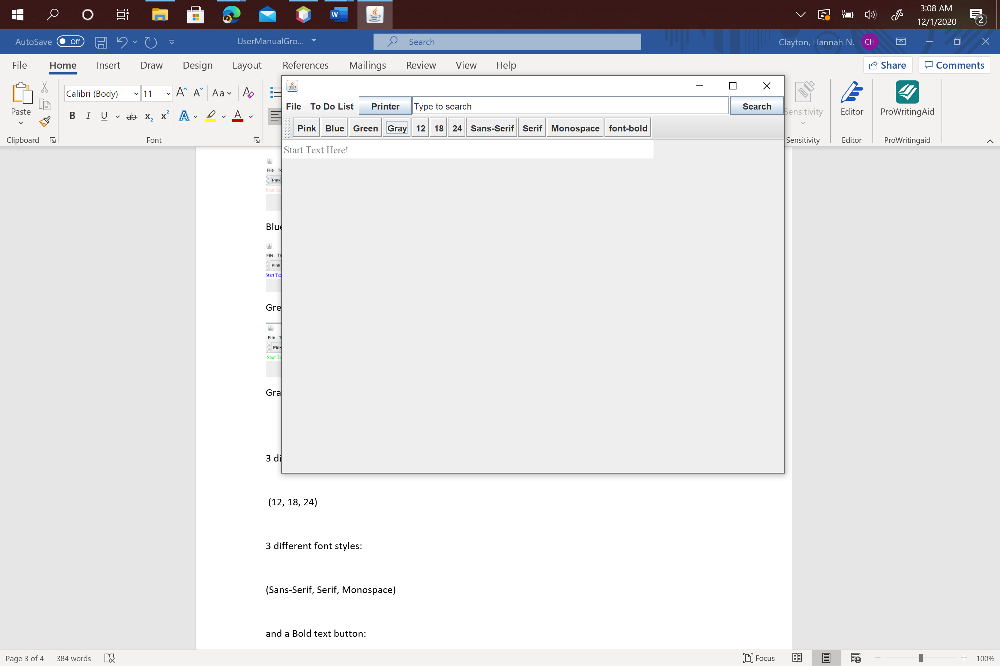 3:08 AM
12/1/2020
2
AutoSave Off
UserManualGro...
Search
Clayton, Hannah N. CH
File Home Insert Draw Design Layout References Mailings Review View Help
Share Comments
Paste
Clipboard
Calibri (Body) 11
Font
Sensitivity
Sensitivity
Editor
Editor
ProWritingAid
ProWritingaid
File To Do List Printer Type to search Search
Pink Blue Green Gray 12 18 24 Sans-Serif Serif Monospace font-bold
Start Text Here!
File
Pink
Start
Blue
File
Pink
Start
Gre
File
Pink
Start
Gra
3 di
(12, 18, 24)
3 different font styles:
(Sans-Serif, Serif, Monospace)
and a Bold text button:
Page 3 of 4 384 words
Focus 100%